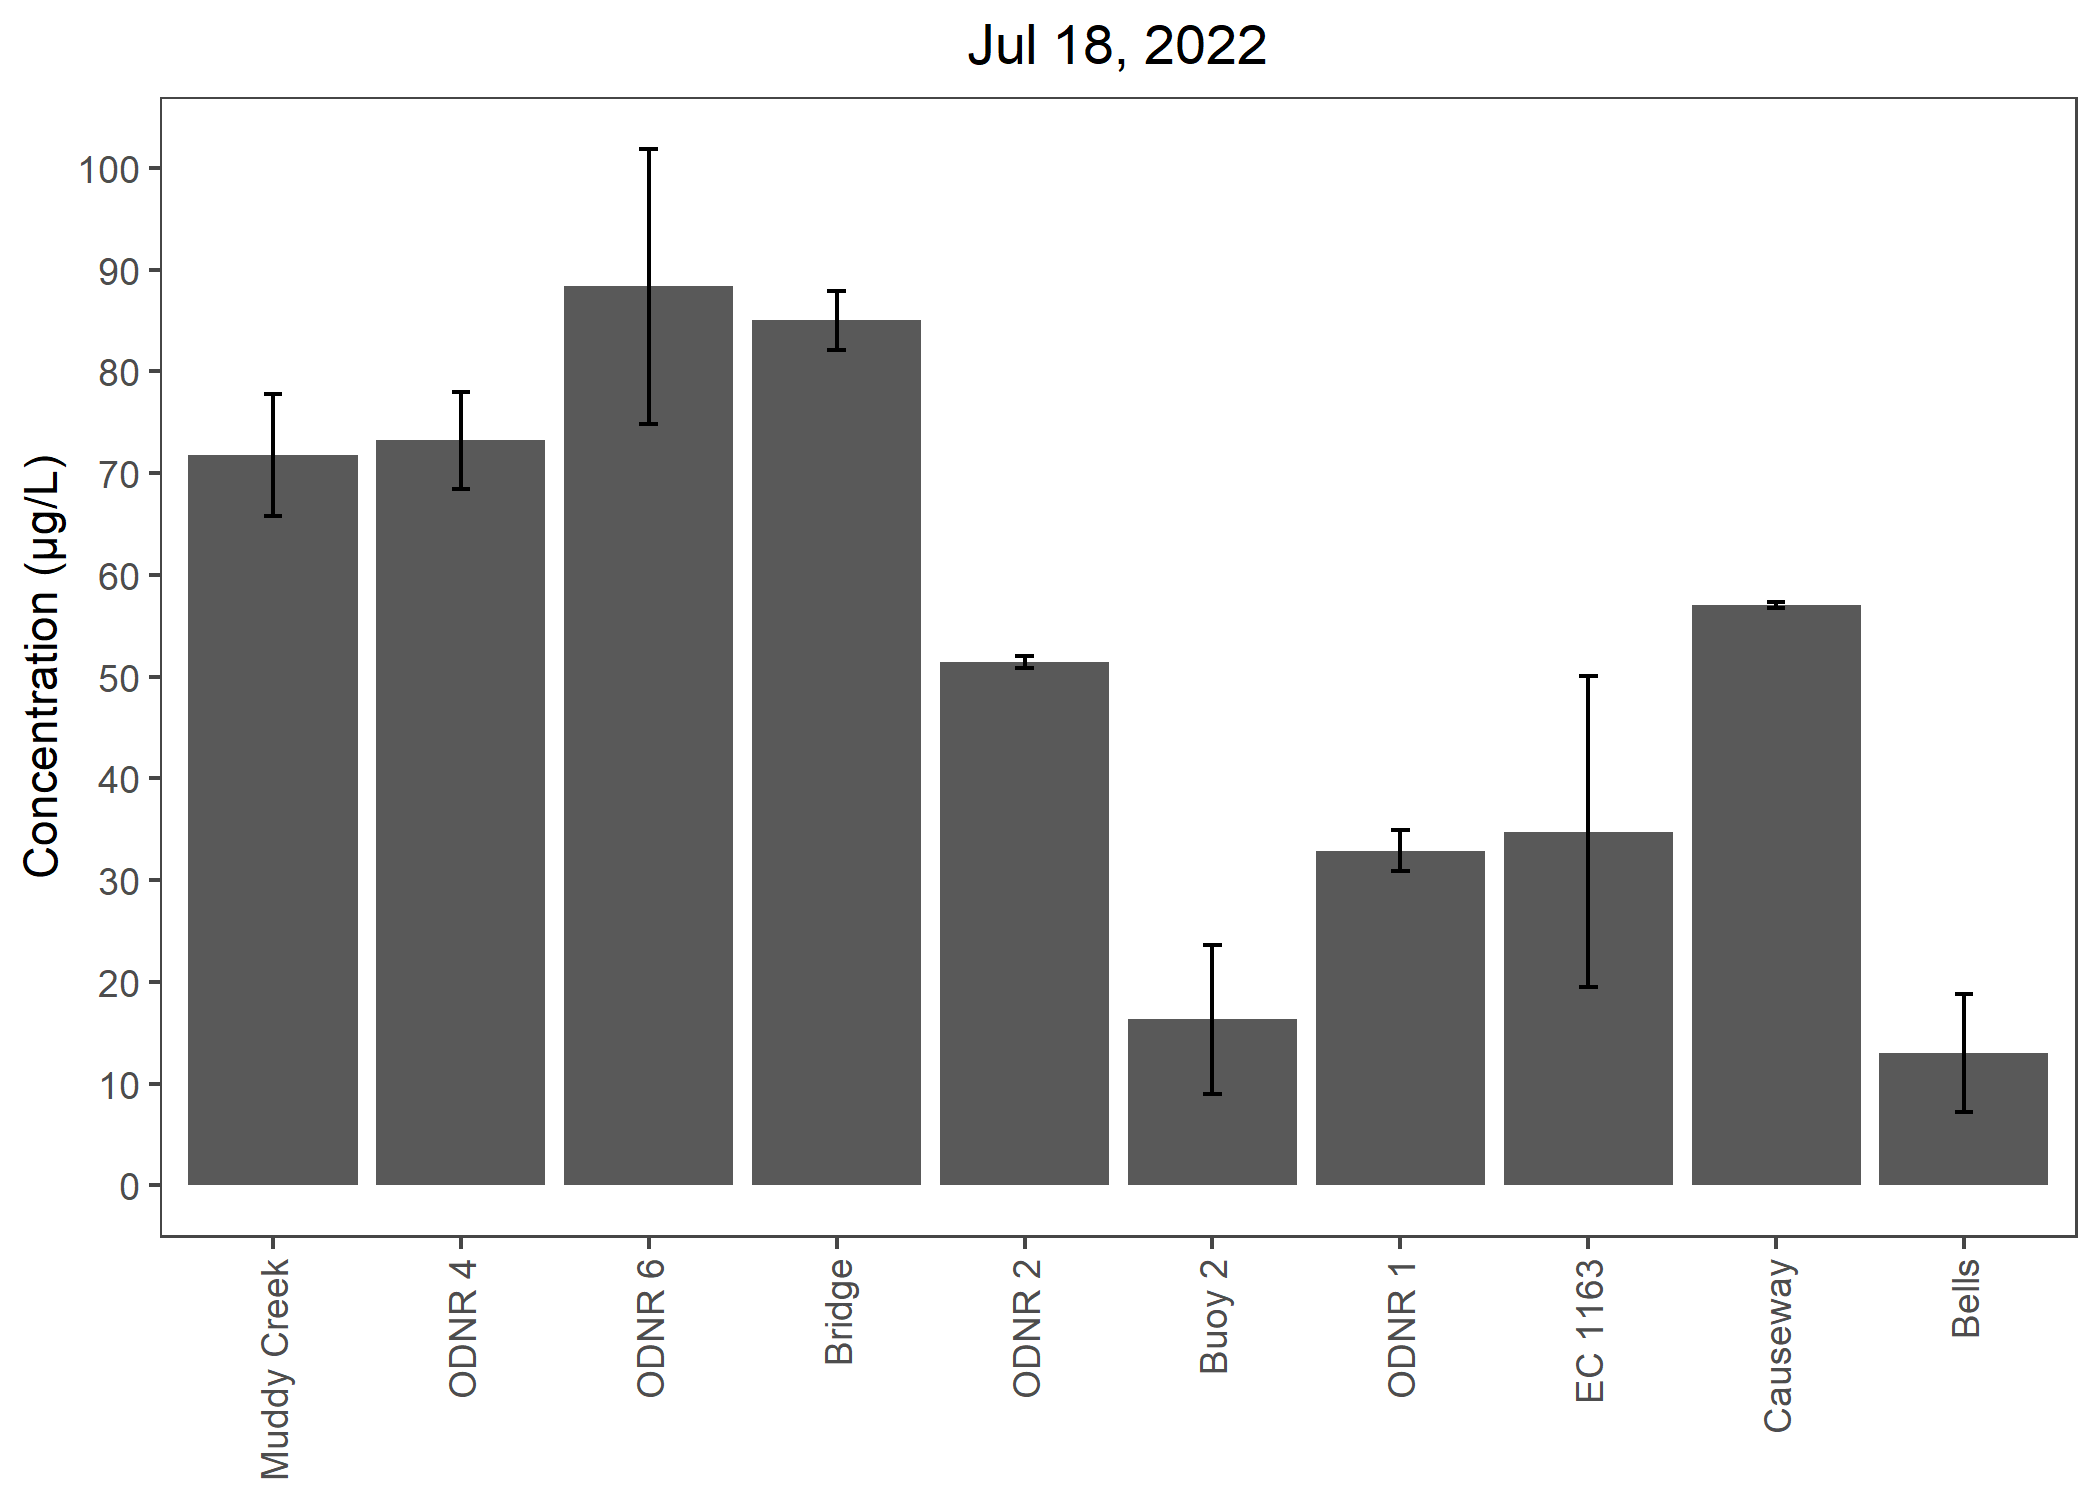 Jul 18, 2022
Concentration (µg/L)
100
90
80
70
60
50
40
30
20
10
0
Muddy Creek
ODNR 4
ODNR 6
Bridge
ODNR 2
Buoy 2
ODNR 1
EC 1163
Causeway
Bells